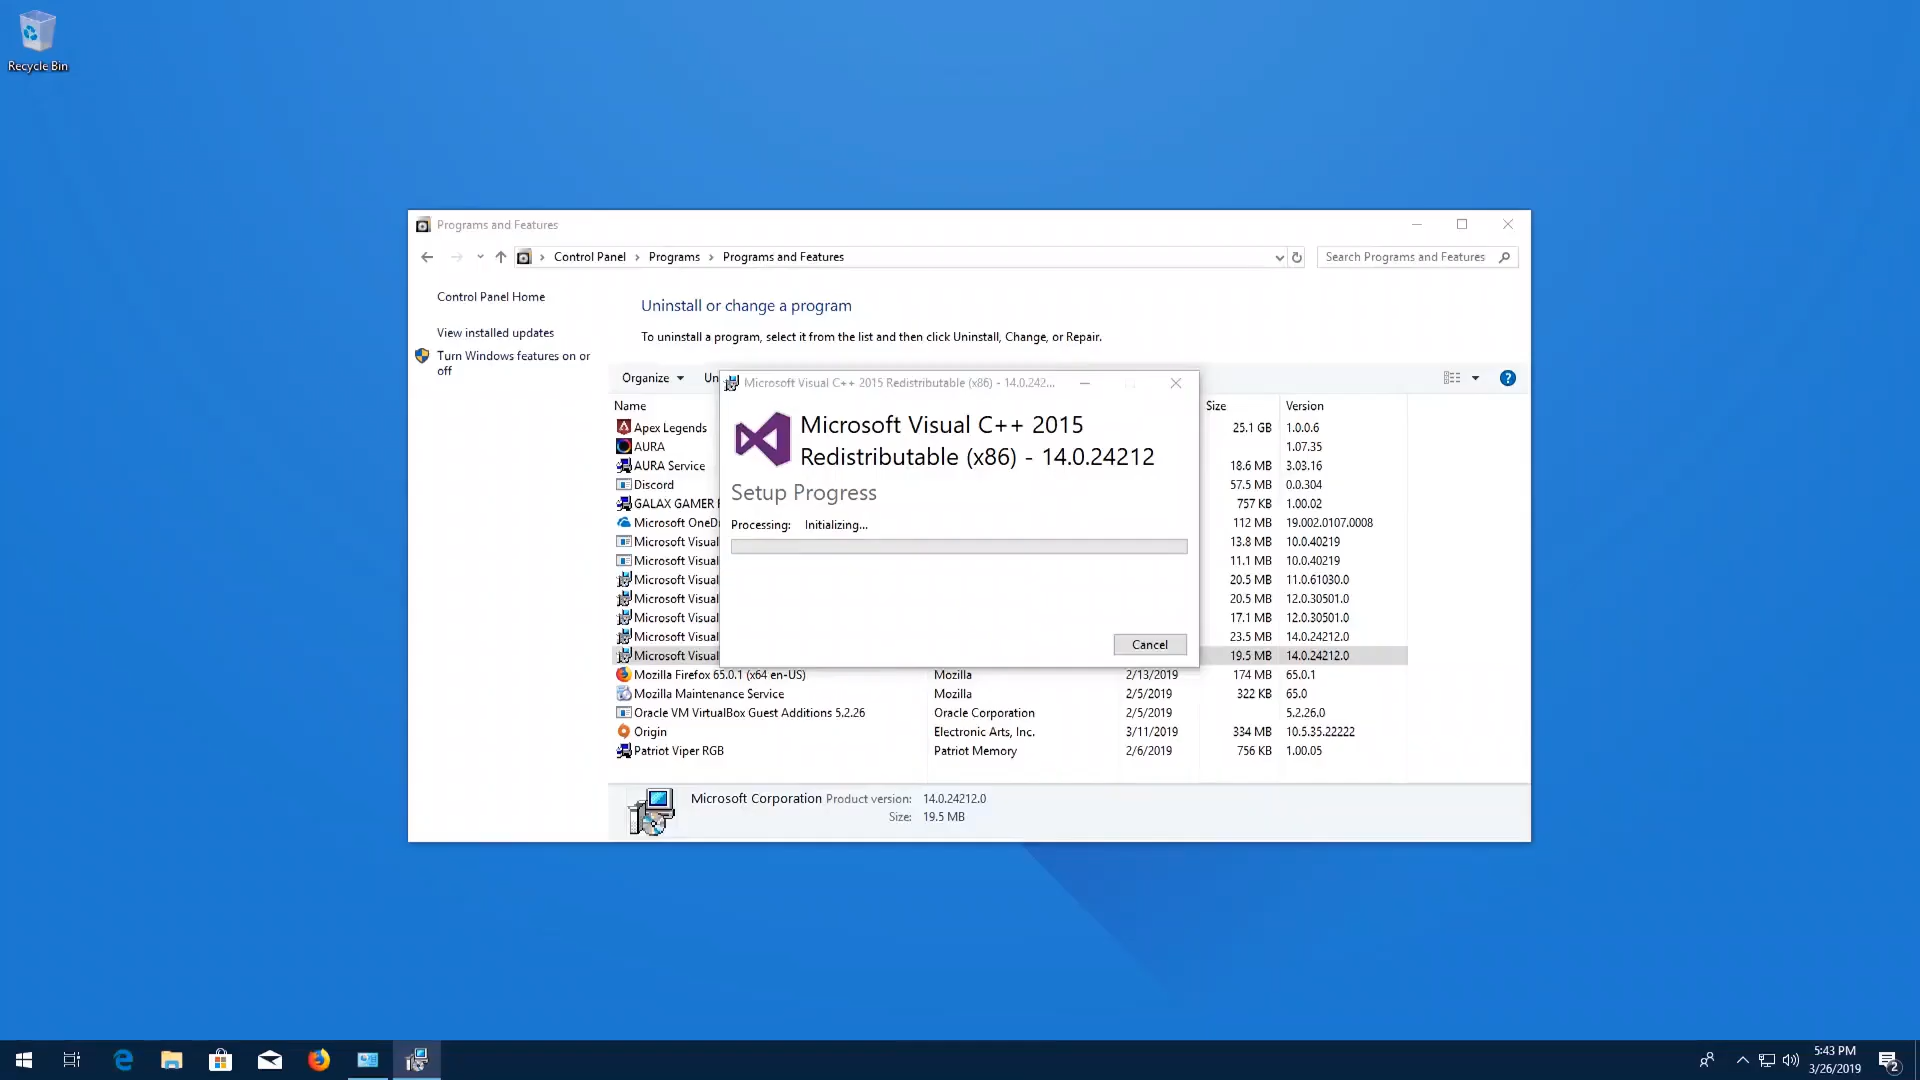 Recycle Bin
Programs and Features
Control Panel
Programs
Programs and Features
Search Programs and Features
Control Panel Home
View installed updates
Turn Windows features on or
off
Uninstall or change a program
To uninstall a program, select it from the list and then click Uninstall, Change, or Repair.
Organize
Un
Name
Size
Version
Apex Legends
25.1 GB
1.0.0.6
AURA
1.07.35
AURA Service
18.6 MB
3.03.16
Discord
57.5 MB
0.0.304
GALAX GAMER
757 KB
1.00.02
Microsoft OneD
112 MB
19.002.0107.0008
Microsoft Visual
13.8 MB
10.0.40219
Microsoft Visual
11.1 MB
10.0.40219
Microsoft Visual
20.5 MB
11.0.61030.0
Microsoft Visual
20.5 MB
12.0.30501.0
Microsoft Visual
17.1 MB
12.0.30501.0
Microsoft Visual
23.5 MB
14.0.24212.0
Microsoft Visual
19.5 MB
14.0.24212.0
Mozilla Firefox 65.0.1 (x64 en-US)
Mozilla
2/13/2019
174 MB
65.0.1
Mozilla Maintenance Service
Mozilla
2/5/2019
322 KB
65.0
Oracle VM VirtualBox Guest Additions 5.2.26
Oracle Corporation
2/5/2019
5.2.26.0
Origin
Electronic Arts, Inc.
3/11/2019
334 MB
10.5.35.22222
Patriot Viper RGB
Patriot Memory
2/6/2019
756 KB
1.00.05
Microsoft Visual C++ 2015 Redistributable (x86) - 14.0.242...
Microsoft Visual C++ 2015
Redistributable (x86) - 14.0.24212
Setup Progress
Processing: Initializing...
Cancel
Microsoft Corporation Product version: 14.0.24212.0
Size: 19.5 MB
5:43 PM
3/26/2019
2